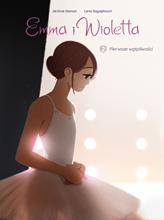 Jérôme Hamon Lena Sayaphoum
Emma i Wioletta
2 Pierwsze wątpliwości